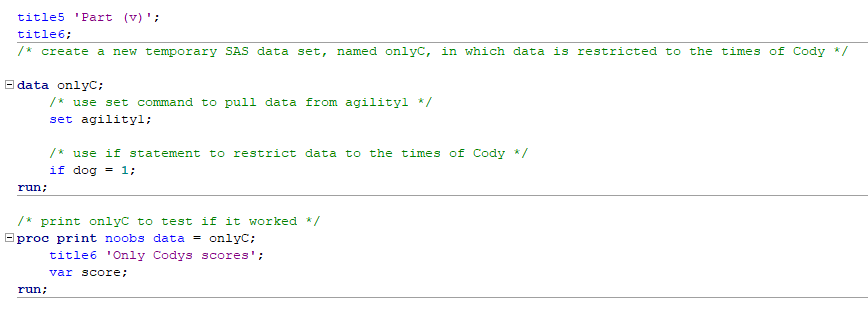 title5 'Part (v)';
title6;
/* create a new temporary SAS data set, named onlyC, in which data is restricted to the times of Cody */
data onlyC;
/* use set command to pull data from agility1 */
set agility1;
/* use if statement to restrict data to the times of Cody */
if dog = 1;
run;
/* print onlyC to test if it worked */
proc print noobs data = onlyC;
title6 'Only Codys scores';
var score;
run;